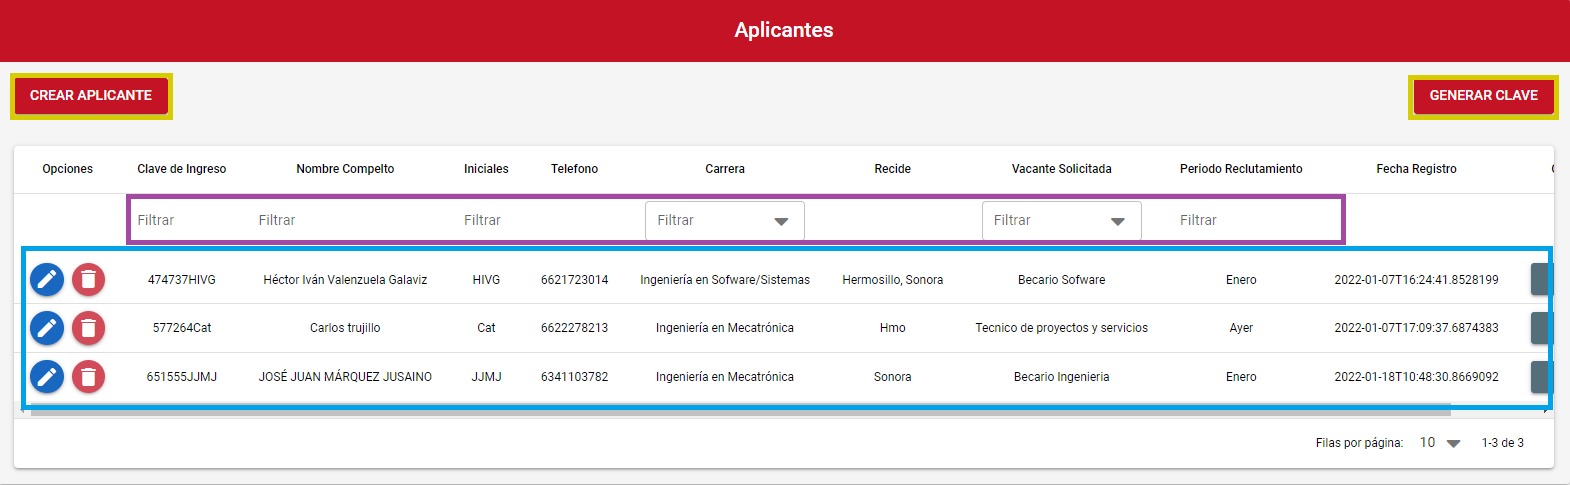 Aplicantes
CREAR APLICANTE GENERAR CLAVE
Opciones Clave de Ingreso Nombre Compelto Iniciales Telefono Carrera Recide Vacante Solicitada Periodo Reclutamiento Fecha Registro
Filtrar Filtrar Filtrar Filtrar Filtrar Filtrar
474737HIVG Héctor Iván Valenzuela Galaviz HIVG 6621723014 Ingeniería en Sofware/Sistemas Hermosillo, Sonora Becario Sofware Enero 2022-01-07T16:24:41.8528199
577264Cat Carlos trujillo Cat 6622278213 Ingeniería en Mecatrónica Hmo Tecnico de proyectos y servicios Ayer 2022-01-07T17:09:37.6874383
651555JJMJ JOSÉ JUAN MÁRQUEZ JUSAINO JJMJ 6341103782 Ingeniería en Mecatrónica Sonora Becario Ingenieria Enero 2022-01-18T10:48:30.8669092
Filas por página: 10 1-3 de 3